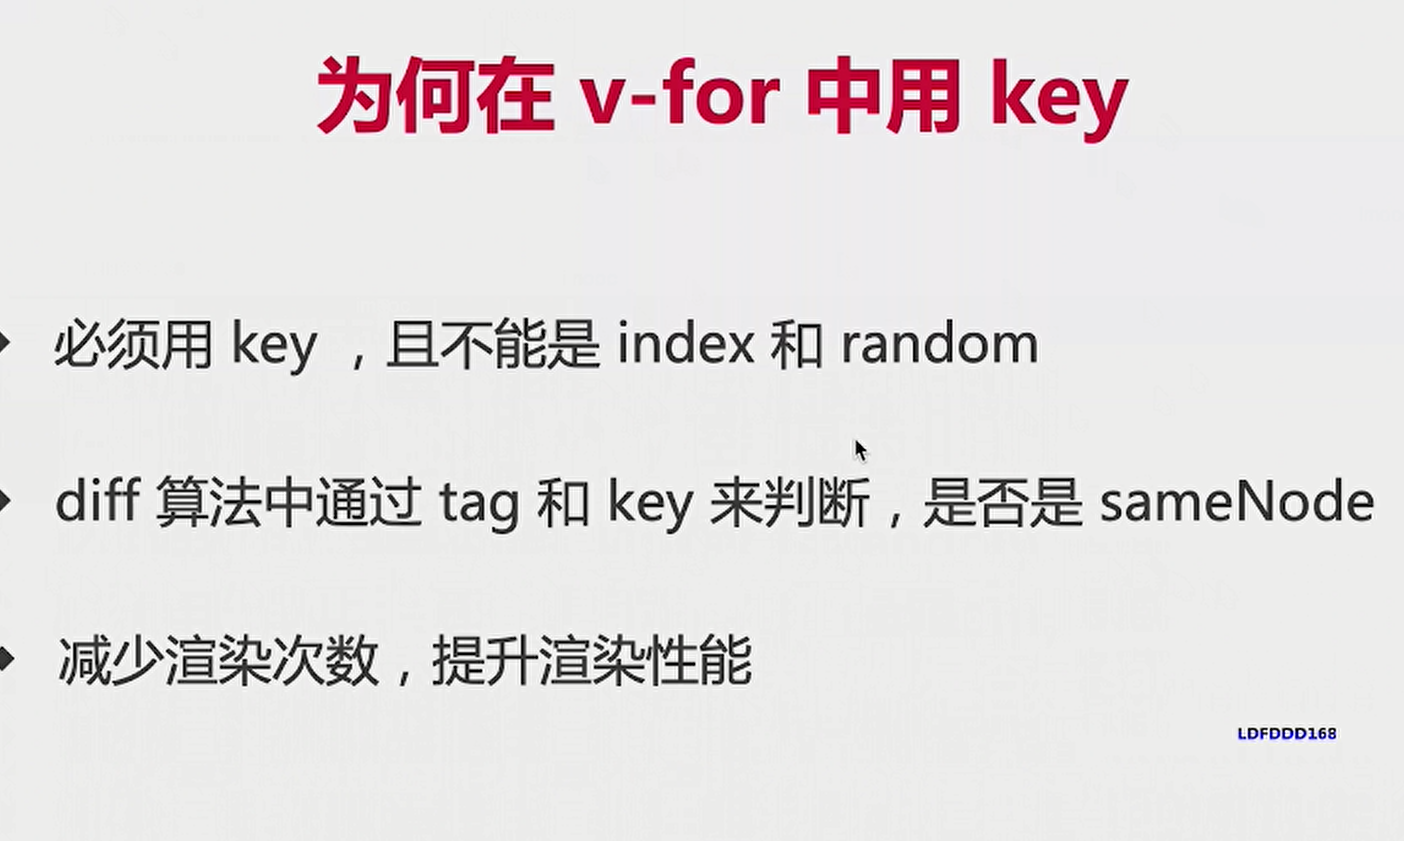 为何在 v-for 中用 key
必须用 key ，且不能是 index 和 random
diff 算法中通过 tag 和 key 来判断，是否是 sameNode
减少渲染次数，提升渲染性能
LDFDDD168